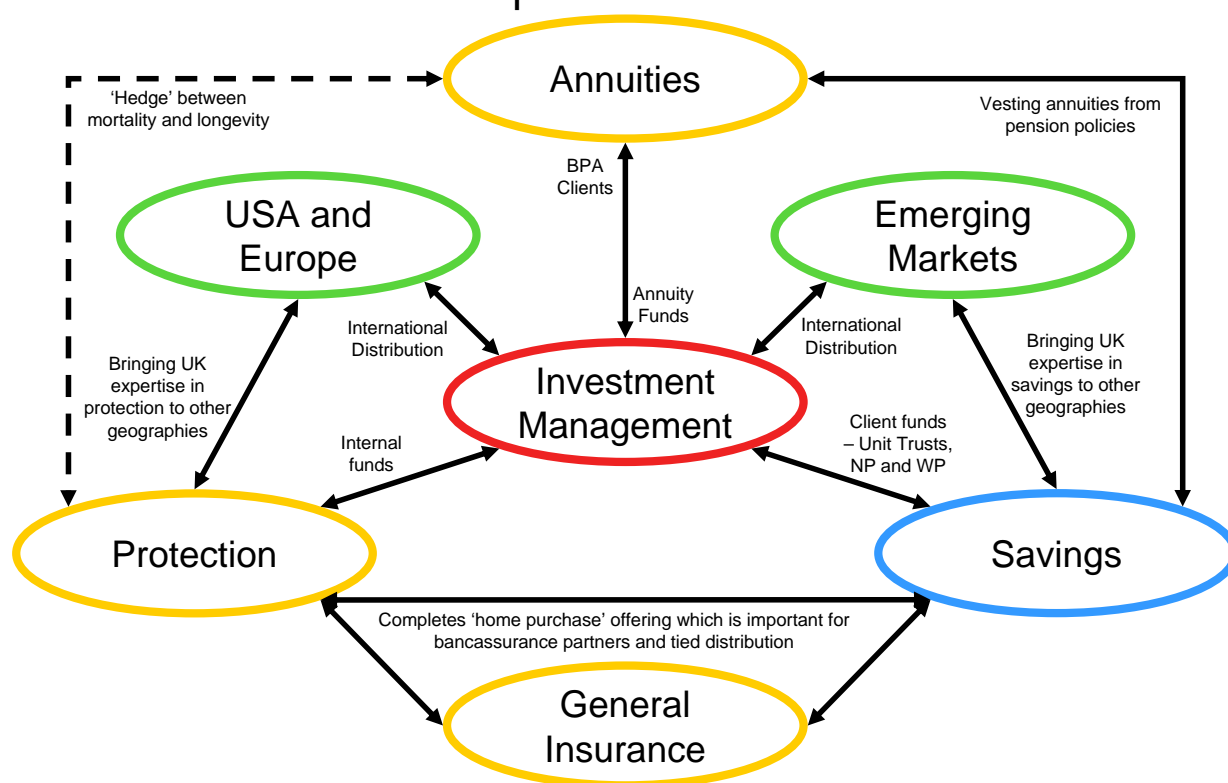 Annuities
'Hedge' between
mortality and longevity
Vesting annuities from
pension policies
BPA
Clients
USA and
Europe
Emerging
Markets
Annuity
Funds
International
Distribution
International
Distribution
Bringing UK
expertise in
protection to other
geographies
Investment
Management
Bringing UK
expertise in
savings to other
geographies
Internal
funds
Client funds
– Unit Trusts,
NP and WP
Protection
Savings
Completes 'home purchase' offering which is important for
bancassurance partners and tied distribution
General
Insurance